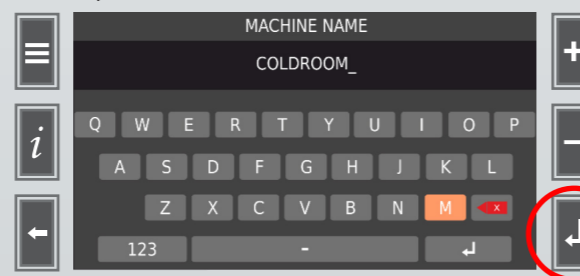 MACHINE NAME
COLDROOM_
i
Q W E R T Y U I O P
A S D F G H J K L
Z X C V B N M x
123 -